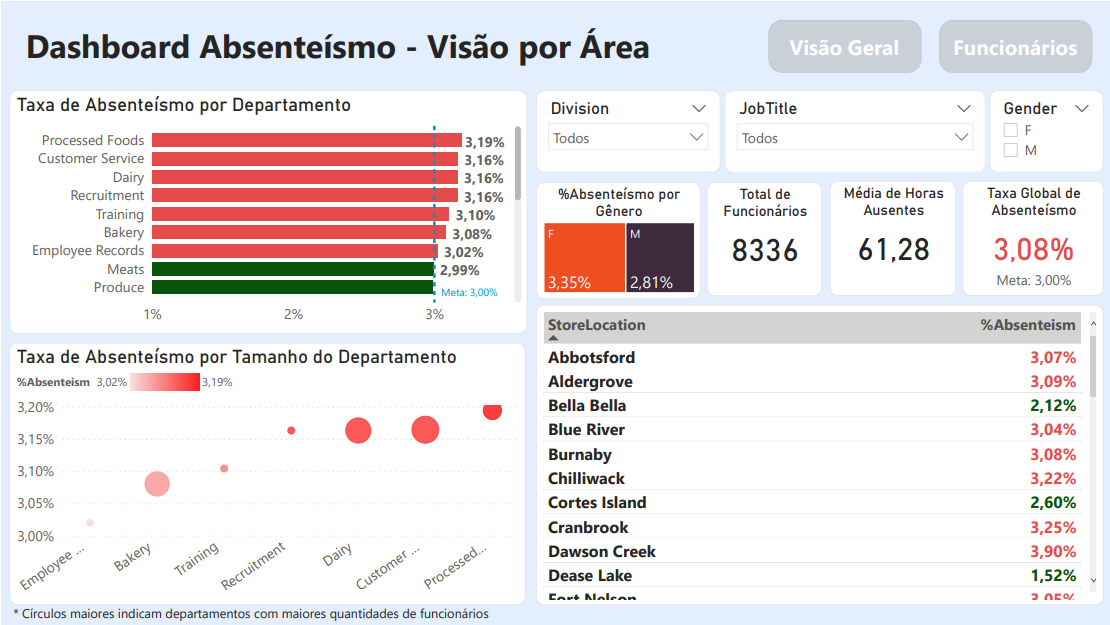 Dashboard Absenteísmo - Visão por Área
Visão Geral
Funcionários
Taxa de Absenteísmo por Departamento
Processed Foods 3,19%
Customer Service 3,16%
Dairy 3,16%
Recruitment 3,16%
Training 3,10%
Bakery 3,08%
Employee Records 3,02%
Meats 2,99%
Produce
Meta: 3,00%
1% 2% 3%
Division
Todos
JobTitle
Todos
Gender
F
M
%Absenteísmo por
Gênero
F
3,35%
M
2,81%
Total de
Funcionários
8336
Média de Horas
Ausentes
61,28
Taxa Global de
Absenteísmo
3,08%
Meta: 3,00%
Taxa de Absenteísmo por Tamanho do Departamento
%Absenteism 3,02% 3,19%
3,20%
3,15%
3,10%
3,05%
3,00%
Employee ...
Bakery
Training
Recruitment
Dairy
Customer ...
Processed...
* Círculos maiores indicam departamentos com maiores quantidades de funcionários
StoreLocation %Absenteism
Abbotsford 3,07%
Aldergrove 3,09%
Bella Bella 2,12%
Blue River 3,04%
Burnaby 3,08%
Chilliwack 3,22%
Cortes Island 2,60%
Cranbrook 3,25%
Dawson Creek 3,90%
Dease Lake 1,52%
Fort Nelson 3,05%